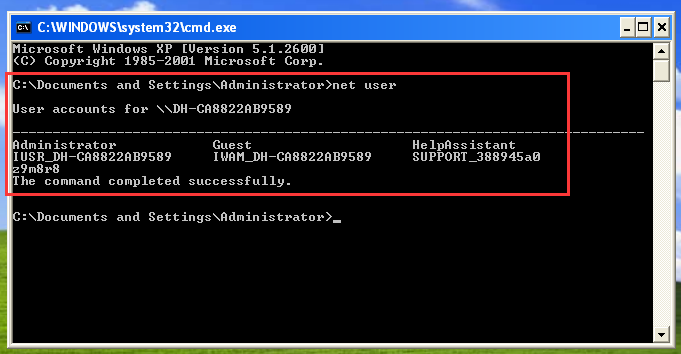 C:\WINDOWS\system32\cmd.exe
Microsoft Windows XP [Version 5.1.2600]
(C) Copyright 1985-2001 Microsoft Corp.
C:\Documents and Settings\Administrator>net user
User accounts for \\DH-CA8822AB9589
-------------------------------------------------------------------------------
Administrator            Guest                    HelpAssistant
IUSR_DH-CA8822AB9589     IWAM_DH-CA8822AB9589     SUPPORT_388945a0
z9m8r8
The command completed successfully.
C:\Documents and Settings\Administrator>_